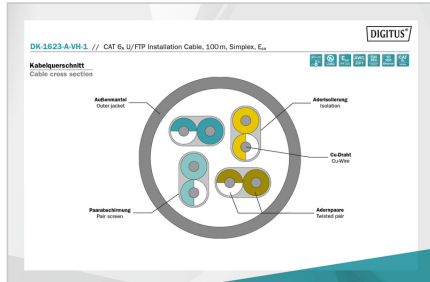 DIGITUS®
DK-1623-A-VH-1 // CAT 6A U/FTP Installation Cable, 100 m, Simplex, Eca
Kabelquerschnitt
Cable cross section
Außenmantel
Outer jacket
Aderisolierung
Isolation
Cu-Draht
Cu-Wire
Paarabschirmung
Pair screen
Adernpaare
Twisted pair